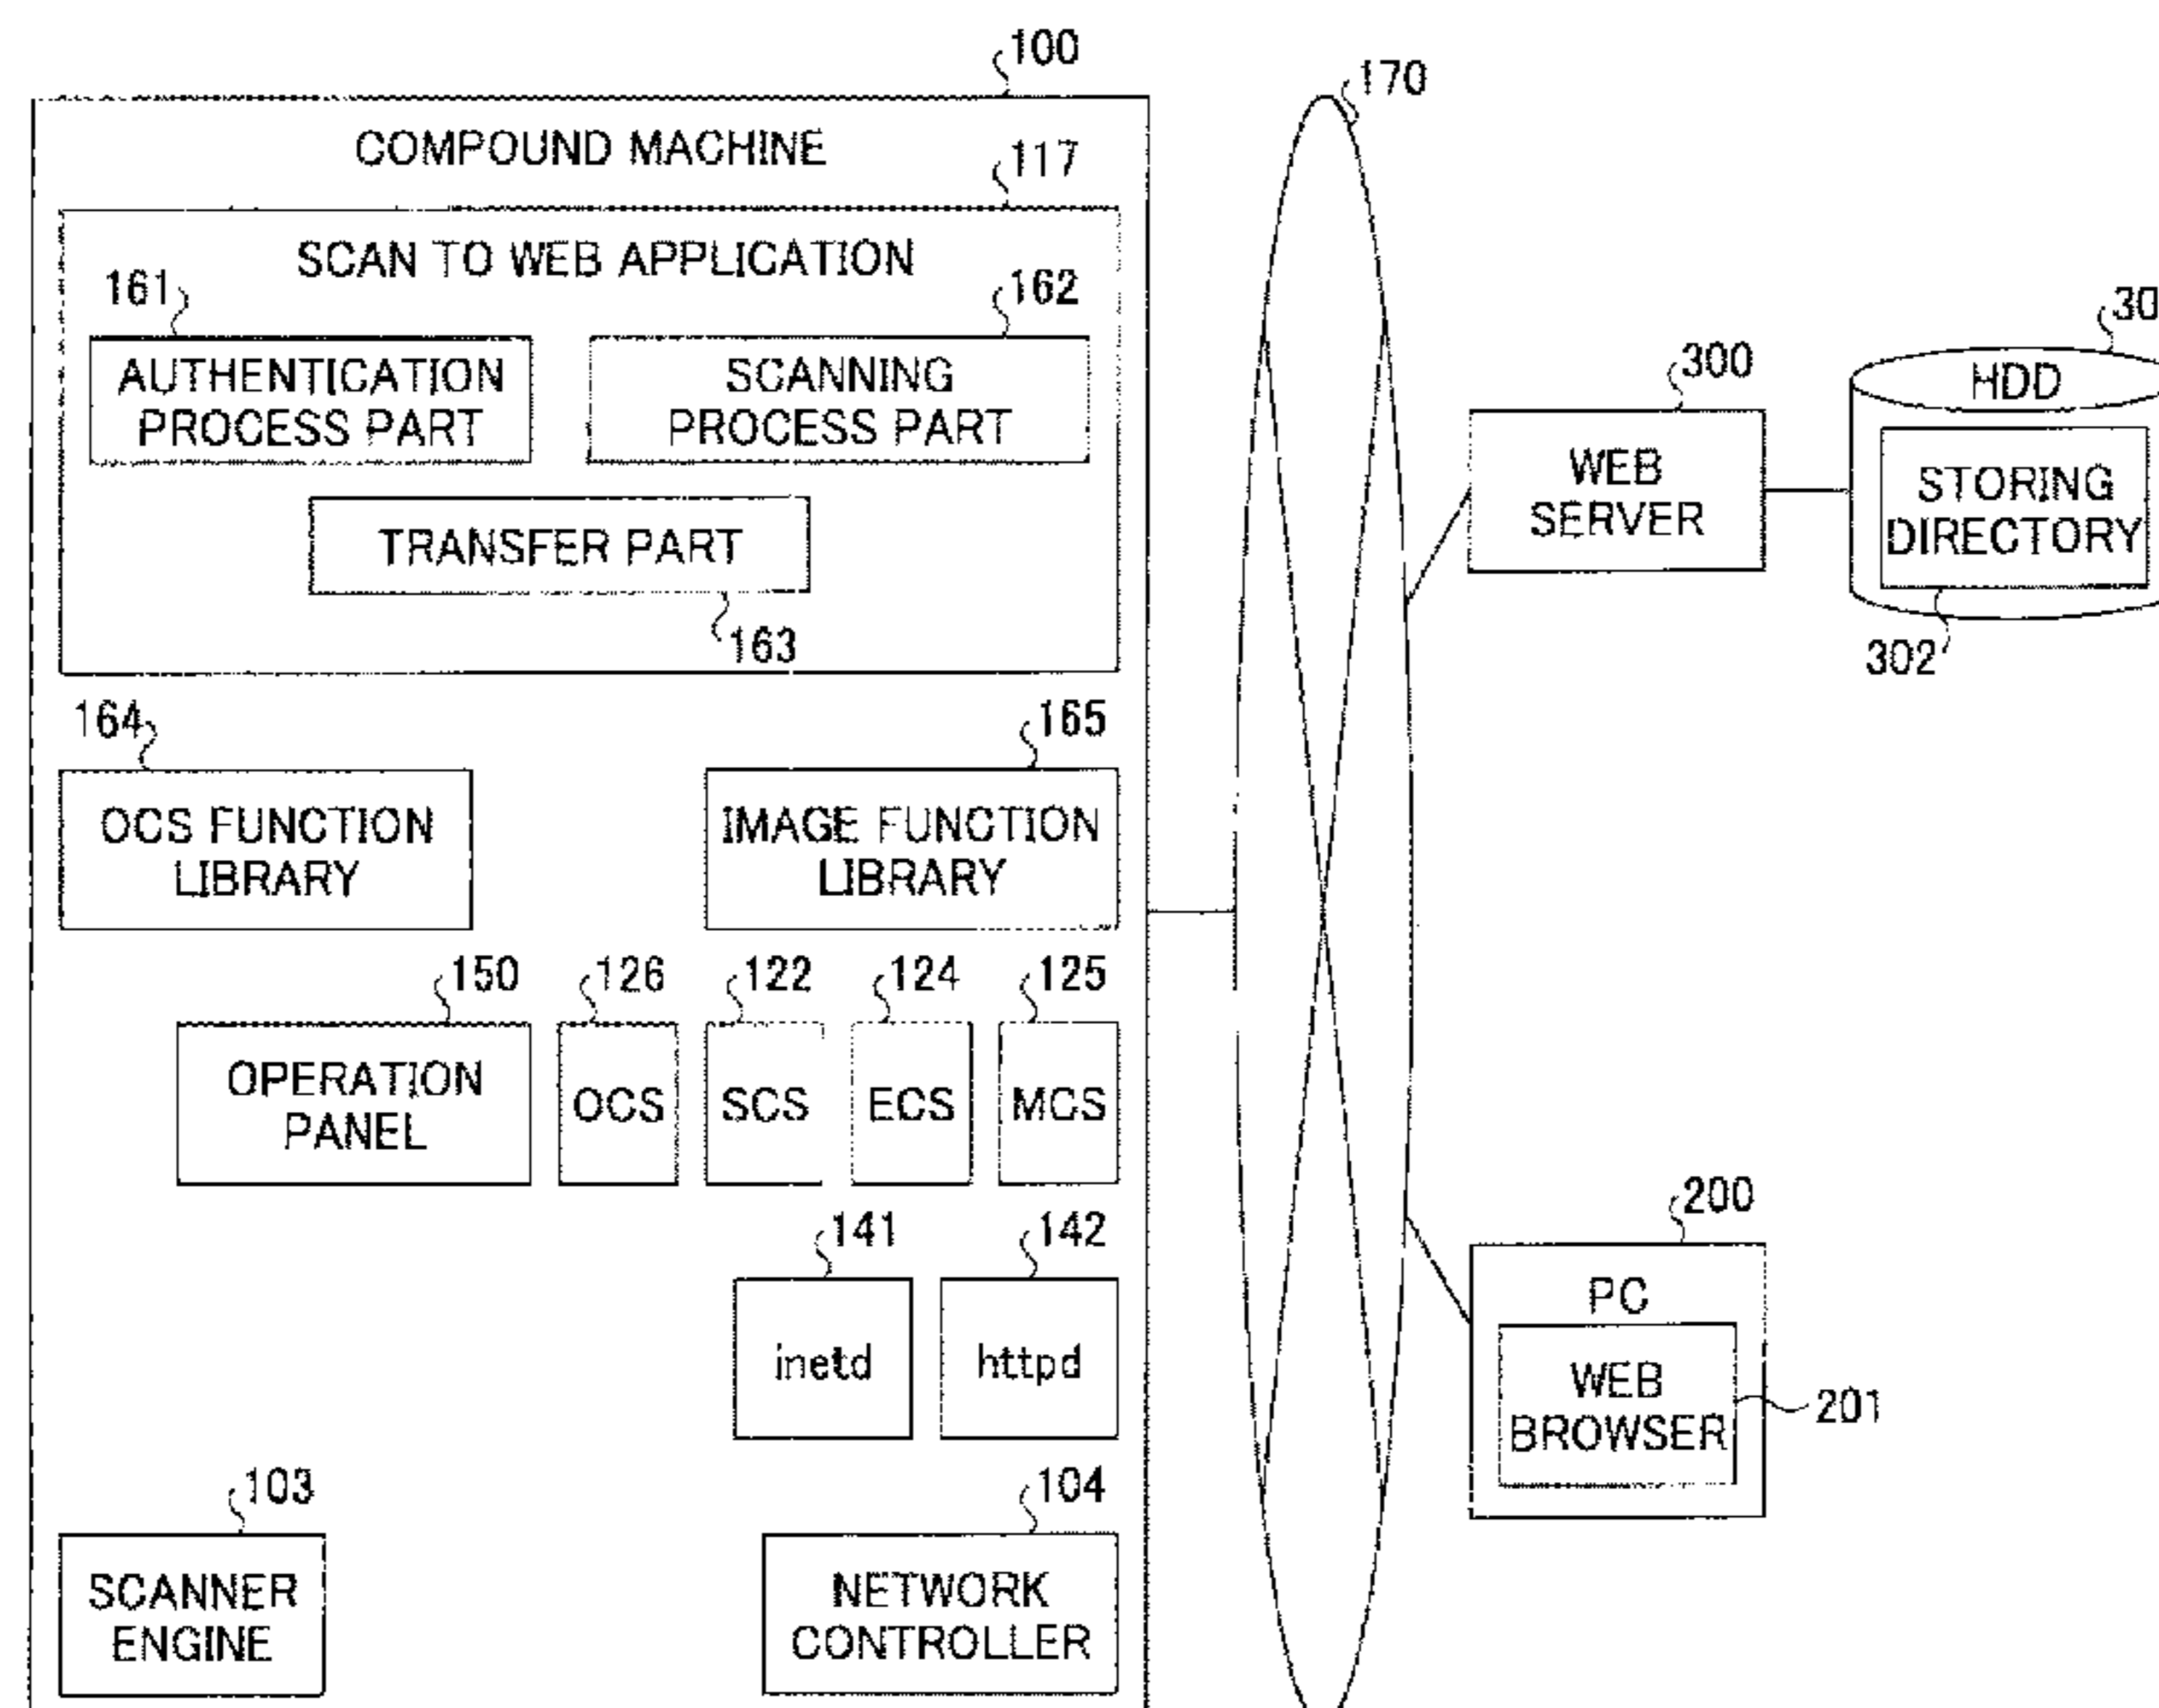 100
170
COMPOUND MACHINE
117
SCAN TO WEB APPLICATION
161
162
AUTHENTICATION
PROCESS PART
SCANNING
PROCESS PART
TRANSFER PART
163
300
30
HDD
WEB
SERVER
STORING
DIRECTORY
302
164
165
OCS FUNCTION
LIBRARY
IMAGE FUNCTION
LIBRARY
150
126
122
124
125
OPERATION
PANEL
OCS
SCS
ECS
MCS
141
142
inetd
httpd
200
PC
WEB
BROWSER
201
103
104
SCANNER
ENGINE
NETWORK
CONTROLLER